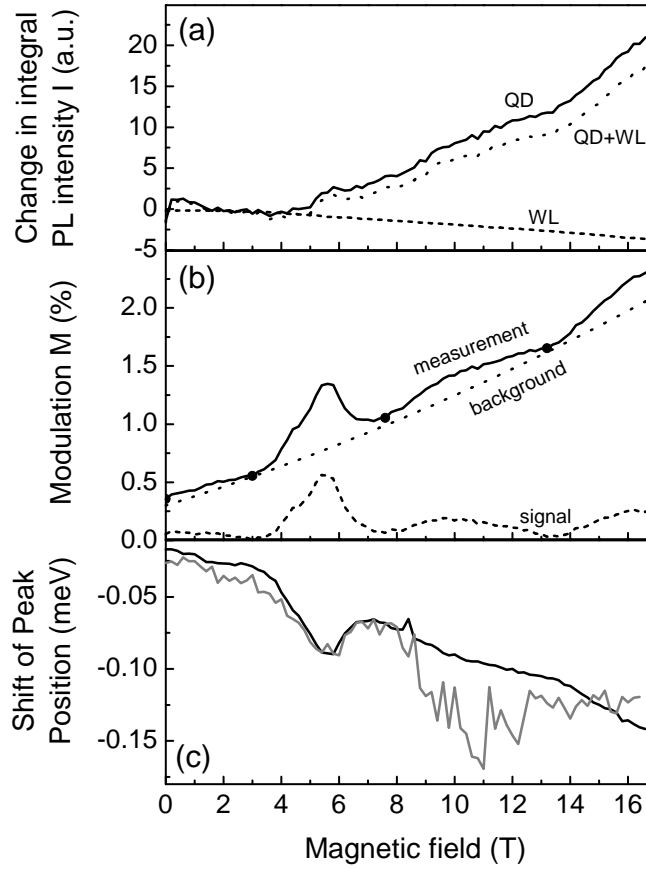 (a)
Change in integral
PL intensity I (a.u.)
20
15
10
5
0
-5
QD
QD+WL
WL
(b)
Modulation M (%)
2.0
1.5
1.0
0.5
0.0
measurement
background
signal
Shift of Peak
Position (meV)
-0.05
-0.10
-0.15
(c)
0
2
4
6
8
10
12
14
16
Magnetic field (T)